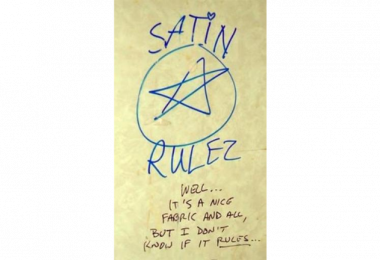 SATIN
RULEZ
WELL...
IT'S A NICE
FABRIC AND ALL,
BUT I DON'T
KNOW IF IT RULES...